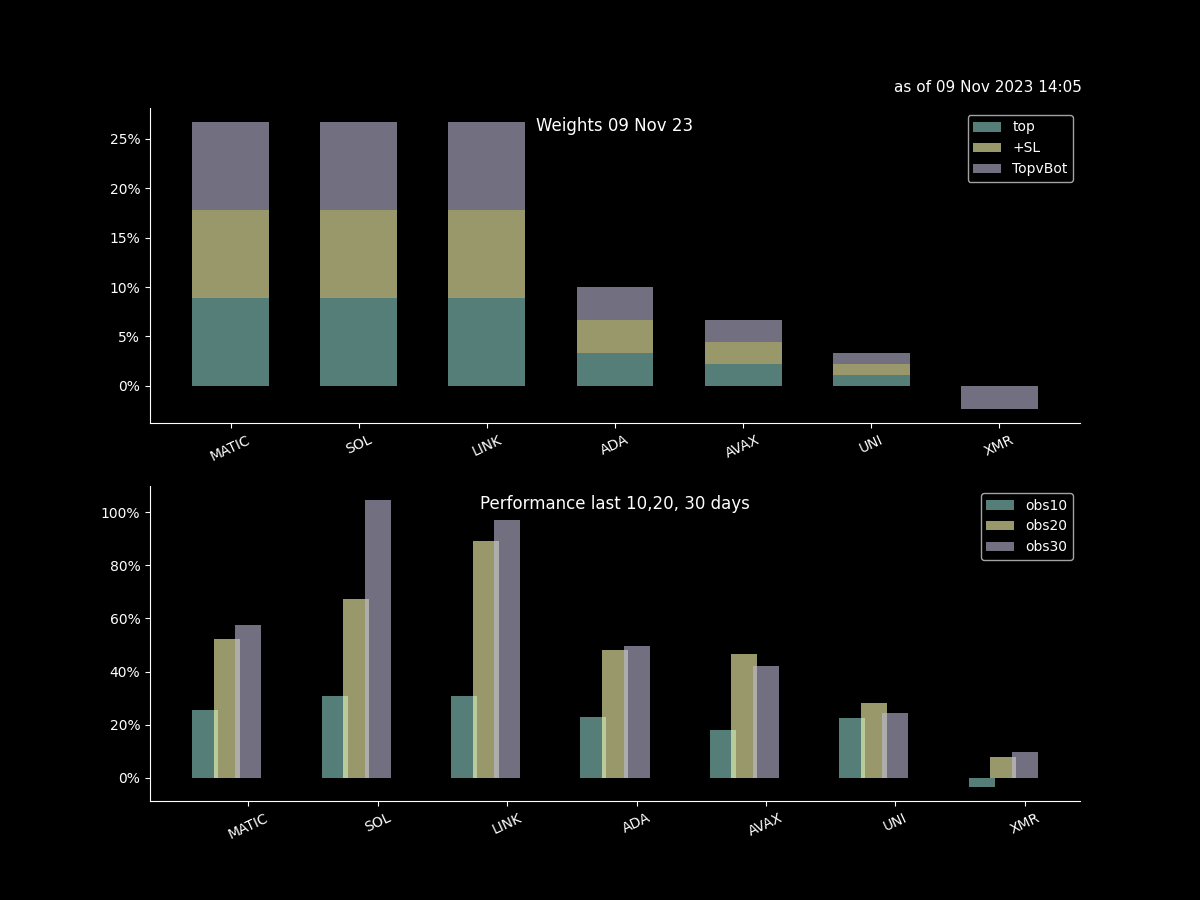 as of 09 Nov 2023 14:05
Weights 09 Nov 23
top
+SL
TopvBot
25%
20%
15%
10%
5%
0%
MATIC SOL LINK ADA AVAX UNI XMR
Performance last 10,20, 30 days
obs10
obs20
obs30
100%
80%
60%
40%
20%
0%
MATIC SOL LINK ADA AVAX UNI XMR